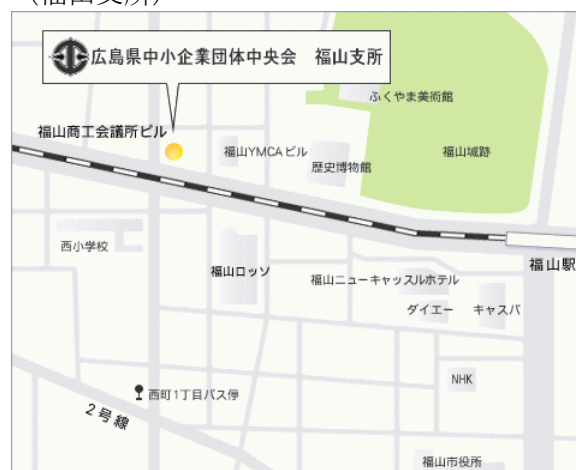 （福山支所）
広島県中小企業団体中央会　福山支所
ふくやま美術館
福山商工会議所ビル
福山YMCAビル
歴史博物館
福山城跡
西小学校
福山ロッソ
福山ニューキャッスルホテル
福山駅
ダイエー
キャスパ
NHK
西町1丁目バス停
2号線
福山市役所